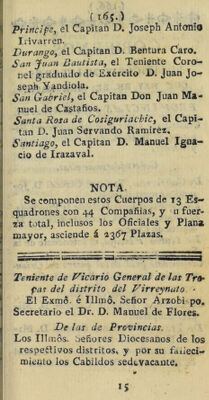 (165.)
Principe, el Capitan D. Joseph Antonio
Irivarren.
Durango, el Capitan D. Bentura Caro.
San Juan Bautista, el Teniente Coro-
nel graduado de Exército D. Juan Jo-
seph Yandiola.
San Gabriel, el Capitan Don Juan Ma-
nuel de Castaños.
Santa Rosa de Cosiguriachic, el Capi-
tan D. Juan Servando Ramirez.
Santiago, el Capitan D. Manuel Igna-
cio de Irazaval.
NOTA.
Se componen estos Cuerpos de 13 Es-
quadrones con 44 Compañías, y u fuer-
za total, inclusos los Oficiales y Plana
mayor, asciende á 2367 Plazas.
Teniente de Vicario General de las Tro-
pas del distrito del Virreynato.
El Exmô. é Illmô. Señor Arzobi po.
Secretario el Dr. D. Manuel de Flores.
De las de Provincias.
Los Illmôs. Señores Diocesanos de los
respectivos distritos, y por su falleci-
miento los Cabildos sedevacante.
15